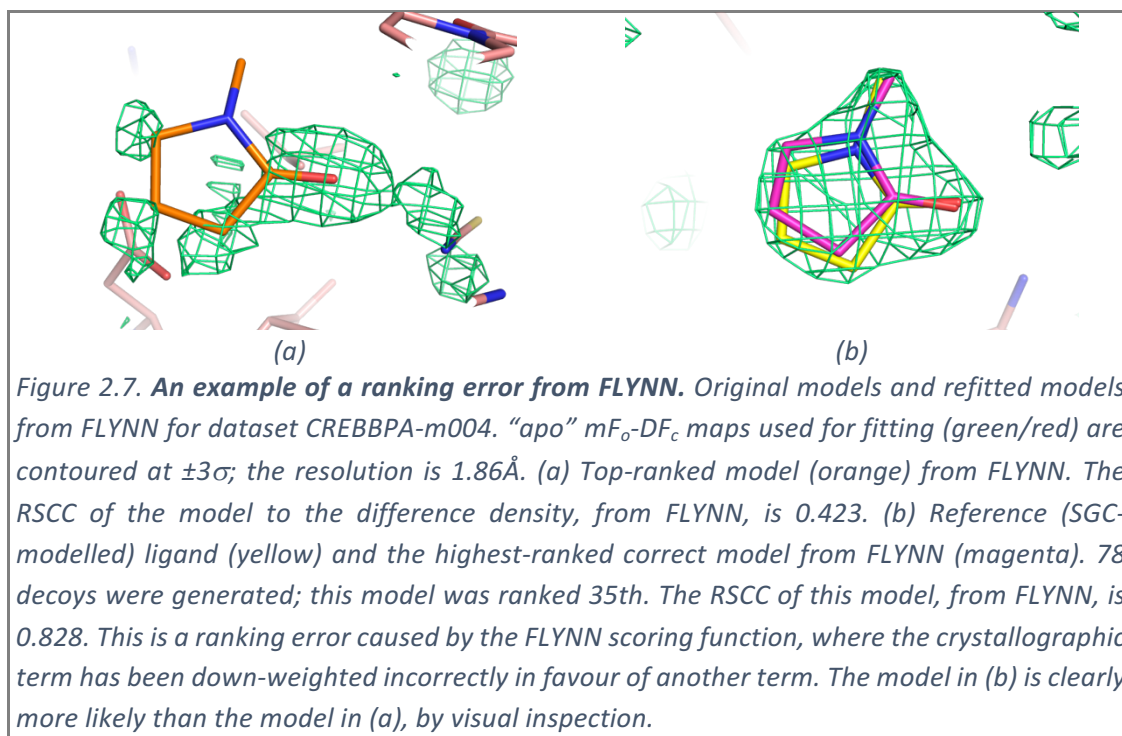 (a) (b)
Figure 2.7. An example of a ranking error from FLYNN. Original models and refitted models
from FLYNN for dataset CREBBPA-m004. “apo” mFo-DFc maps used for fitting (green/red) are
contoured at ±3σ; the resolution is 1.86Å. (a) Top-ranked model (orange) from FLYNN. The
RSCC of the model to the difference density, from FLYNN, is 0.423. (b) Reference (SGC-
modelled) ligand (yellow) and the highest-ranked correct model from FLYNN (magenta). 78
decoys were generated; this model was ranked 35th. The RSCC of this model, from FLYNN, is
0.828. This is a ranking error caused by the FLYNN scoring function, where the crystallographic
term has been down-weighted incorrectly in favour of another term. The model in (b) is clearly
more likely than the model in (a), by visual inspection.